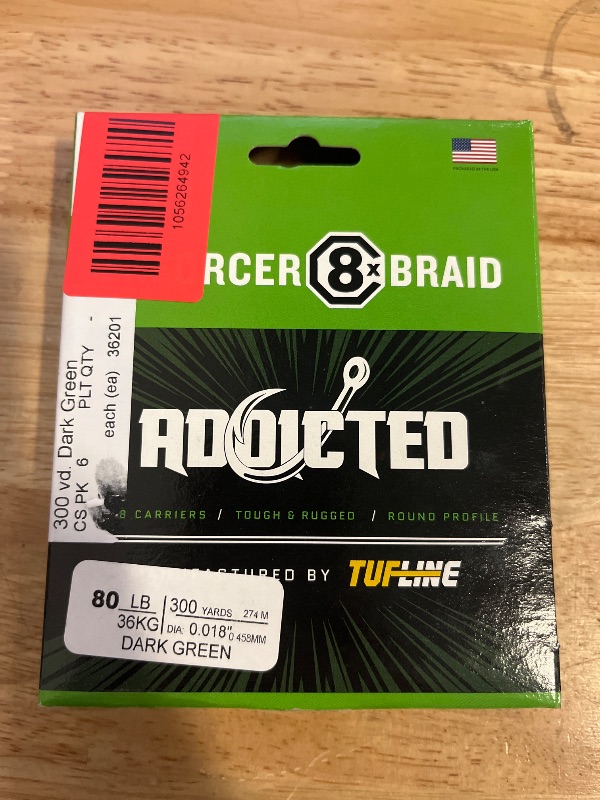 1056264942
RCER 8x BRAID
300 yd. Dark Green
CS PK 6 PLT QTY -
each (ea) 36201
ADDICTED
8 CARRIERS / TOUGH & RUGGED / ROUND PROFILE
BY TUFLINE
80 LB 300 YARDS 274 M
36KG DIA: 0.018" 0.458MM
DARK GREEN